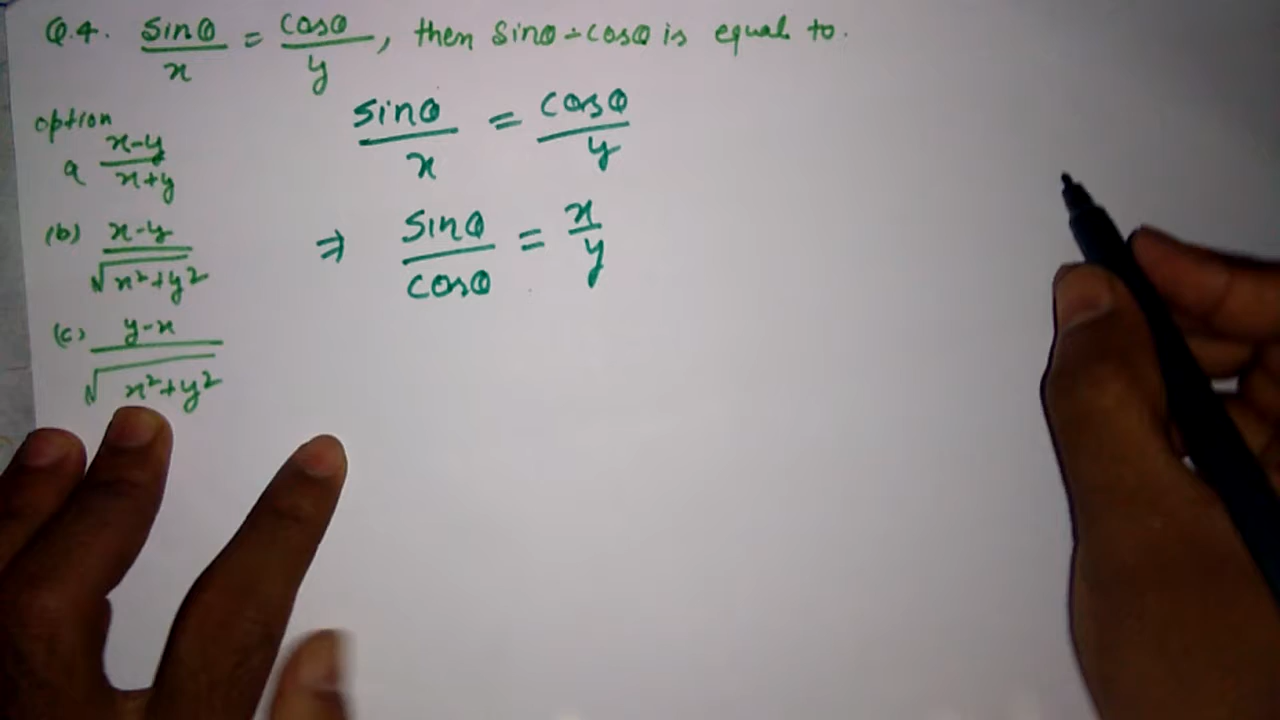 Q.4. sinθ/x = cosθ/y, then sinθ-cosθ is equal to.
option
a x-y/x+y
(b) x-y/√x²+y²
(c) y-x/√x²+y²
sinθ/x = cosθ/y
⇒ sinθ/cosθ = x/y